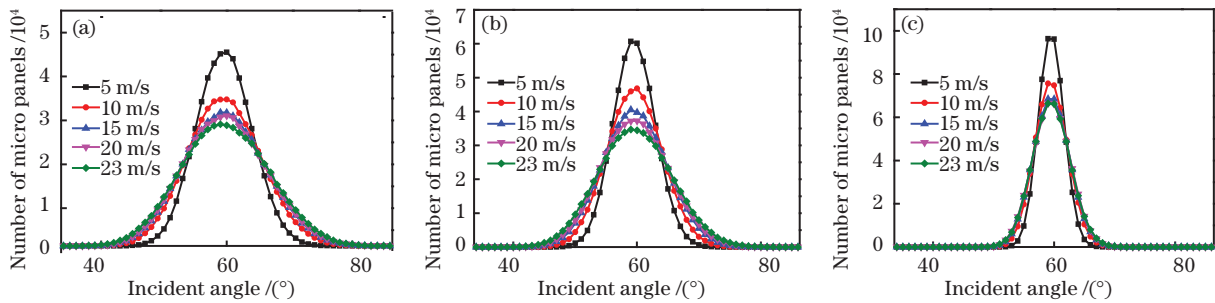 (a)
Number of micro panels /10⁴
5
4
3
2
1
0
5 m/s
10 m/s
15 m/s
20 m/s
23 m/s
40
60
80
Incident angle /(°)
(b)
Number of micro panels /10⁴
7
6
5
4
3
2
1
0
5 m/s
10 m/s
15 m/s
20 m/s
23 m/s
40
60
80
Incident angle /(°)
(c)
Number of micro panels /10⁴
10
8
6
4
2
0
5 m/s
10 m/s
15 m/s
20 m/s
23 m/s
40
60
80
Incident angle /(°)